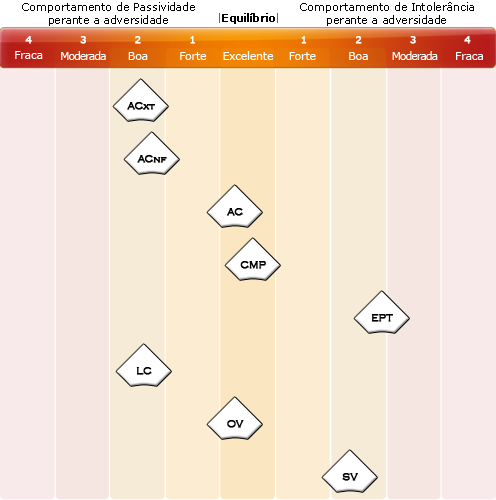 Comportamento de Passividade
perante a adversidade
|Equilíbrio|
Comportamento de Intolerância
perante a adversidade
4 3 2 1 1 2 3 4
Fraca Moderada Boa Forte Excelente Forte Boa Moderada Fraca
ACXT
ACNF
AC
CMP
EPT
LC
OV
SV